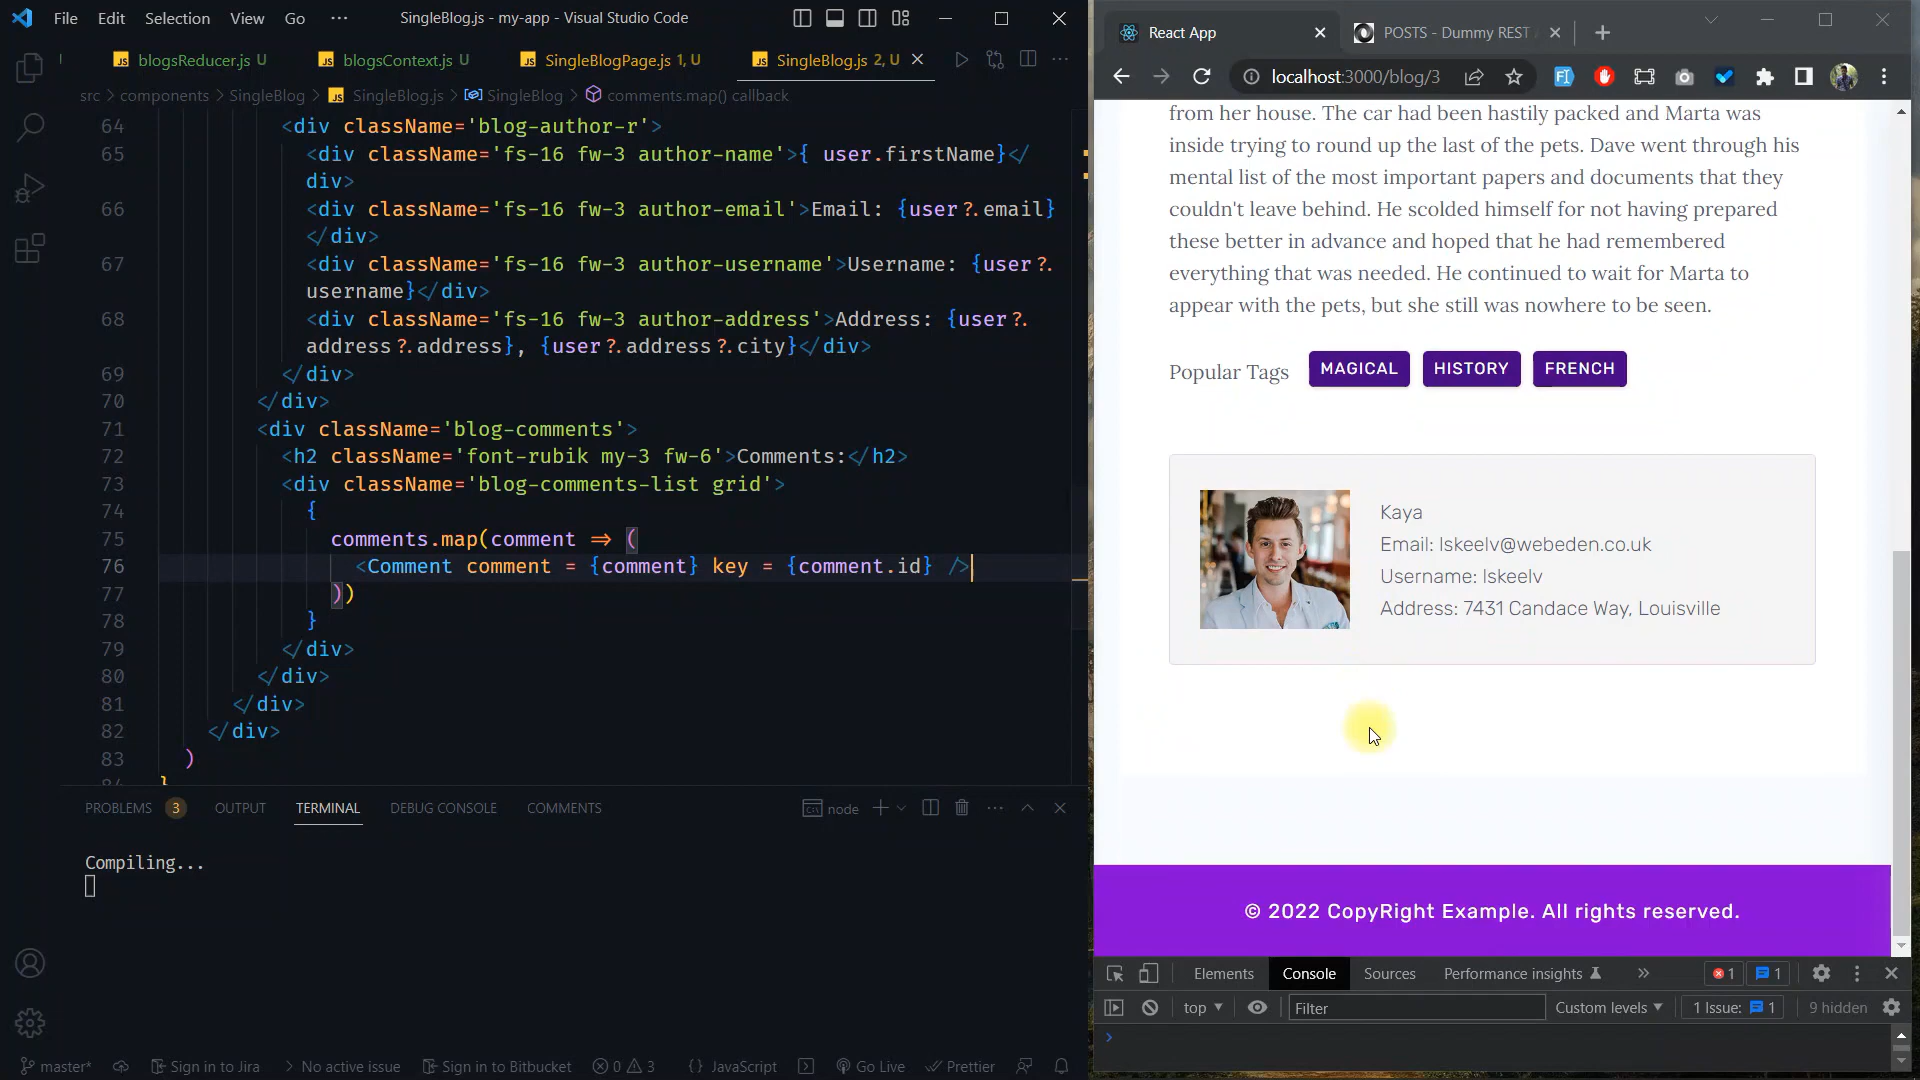 File Edit Selection View Go ··· SingleBlog.js - my-app - Visual Studio Code
blogsReducer.js U blogsContext.js U SingleBlogPage.js 1, U SingleBlog.js 2, U
src > components > SingleBlog > SingleBlog.js > SingleBlog > comments.map() callback
64 <div className='blog-author-r'>
65 <div className='fs-16 fw-3 author-name'>{ user.firstName}</
div>
66 <div className='fs-16 fw-3 author-email'>Email: {user?.email}
</div>
67 <div className='fs-16 fw-3 author-username'>Username: {user?.
username}</div>
68 <div className='fs-16 fw-3 author-address'>Address: {user?.
address?.address}, {user?.address?.city}</div>
69 </div>
70 </div>
71 <div className='blog-comments'>
72 <h2 className='font-rubik my-3 fw-6'>Comments:</h2>
73 <div className='blog-comments-list grid'>
74 {
75 comments.map(comment => (
76 <Comment comment = {comment} key = {comment.id} />
77 ))
78 }
79 </div>
80 </div>
81 </div>
82 </div>
83 )
84 }
PROBLEMS 3 OUTPUT TERMINAL DEBUG CONSOLE COMMENTS node
Compiling...
master* Sign in to Jira No active issue Sign in to Bitbucket 0 3 {} JavaScript Go Live Prettier
React App POSTS - Dummy REST
localhost:3000/blog/3
from her house. The car had been hastily packed and Marta was
inside trying to round up the last of the pets. Dave went through his
mental list of the most important papers and documents that they
couldn't leave behind. He scolded himself for not having prepared
these better in advance and hoped that he had remembered
everything that was needed. He continued to wait for Marta to
appear with the pets, but she still was nowhere to be seen.
Popular Tags MAGICAL HISTORY FRENCH
Kaya
Email: lskeelv@webeden.co.uk
Username: lskeelv
Address: 7431 Candace Way, Louisville
© 2022 CopyRight Example. All rights reserved.
Elements Console Sources Performance insights 1 1
top Filter Custom levels 1 Issue: 1 9 hidden